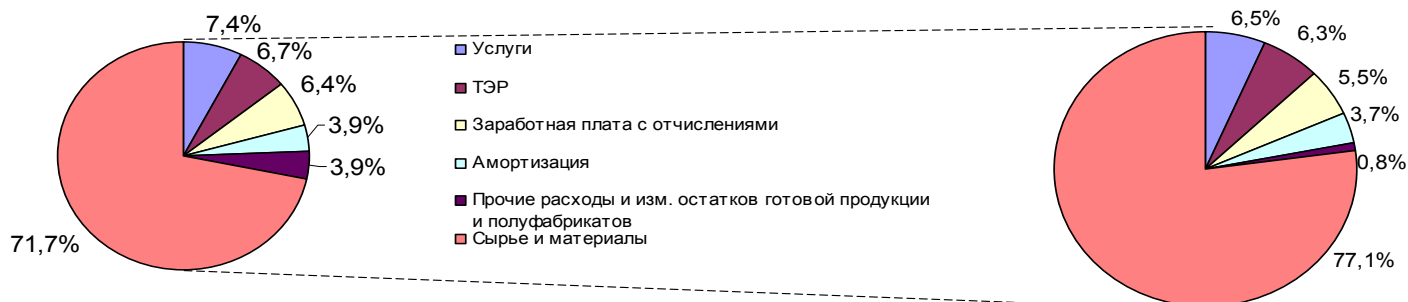 7,4%
6,7%
6,4%
3,9%
3,9%
71,7%
Услуги
ТЭР
Заработная плата с отчислениями
Амортизация
Прочие расходы и изм. остатков готовой продукции
и полуфабрикатов
Сырье и материалы
6,5%
6,3%
5,5%
3,7%
0,8%
77,1%